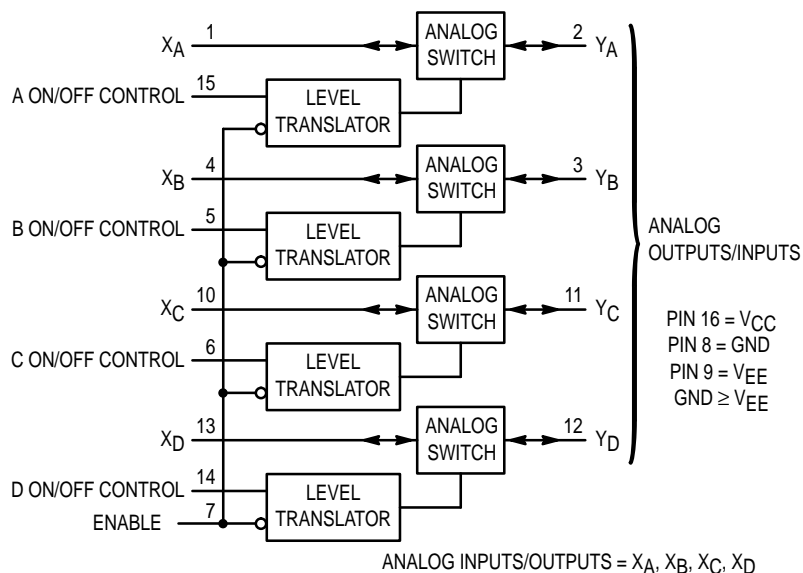 XA 1 ANALOG SWITCH 2 YA
15
A ON/OFF CONTROL LEVEL TRANSLATOR
XB 4 ANALOG SWITCH 3 YB
5
B ON/OFF CONTROL LEVEL TRANSLATOR
ANALOG OUTPUTS/INPUTS
XC 10 ANALOG SWITCH 11 YC
6
C ON/OFF CONTROL LEVEL TRANSLATOR
PIN 16 = VCC
PIN 8 = GND
PIN 9 = VEE
GND ≥ VEE
XD 13 ANALOG SWITCH 12 YD
14
D ON/OFF CONTROL LEVEL TRANSLATOR
ENABLE 7
ANALOG INPUTS/OUTPUTS = XA, XB, XC, XD